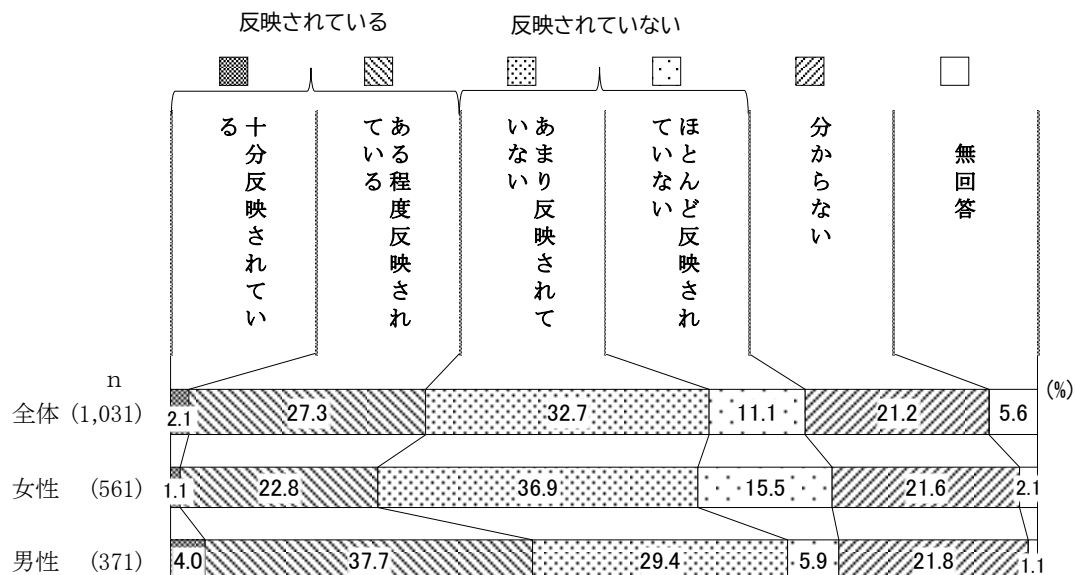 反映されている 反映されていない
十分反映されてい
る
ある程度反映され
ている
あまり反映されて
いない
ほとんど反映され
ていない
分からない
無回答
n
(%)
全体 (1,031) 2.1 27.3 32.7 11.1 21.2 5.6
女性 (561) 1.1 22.8 36.9 15.5 21.6 2.1
男性 (371) 4.0 37.7 29.4 5.9 21.8 1.1